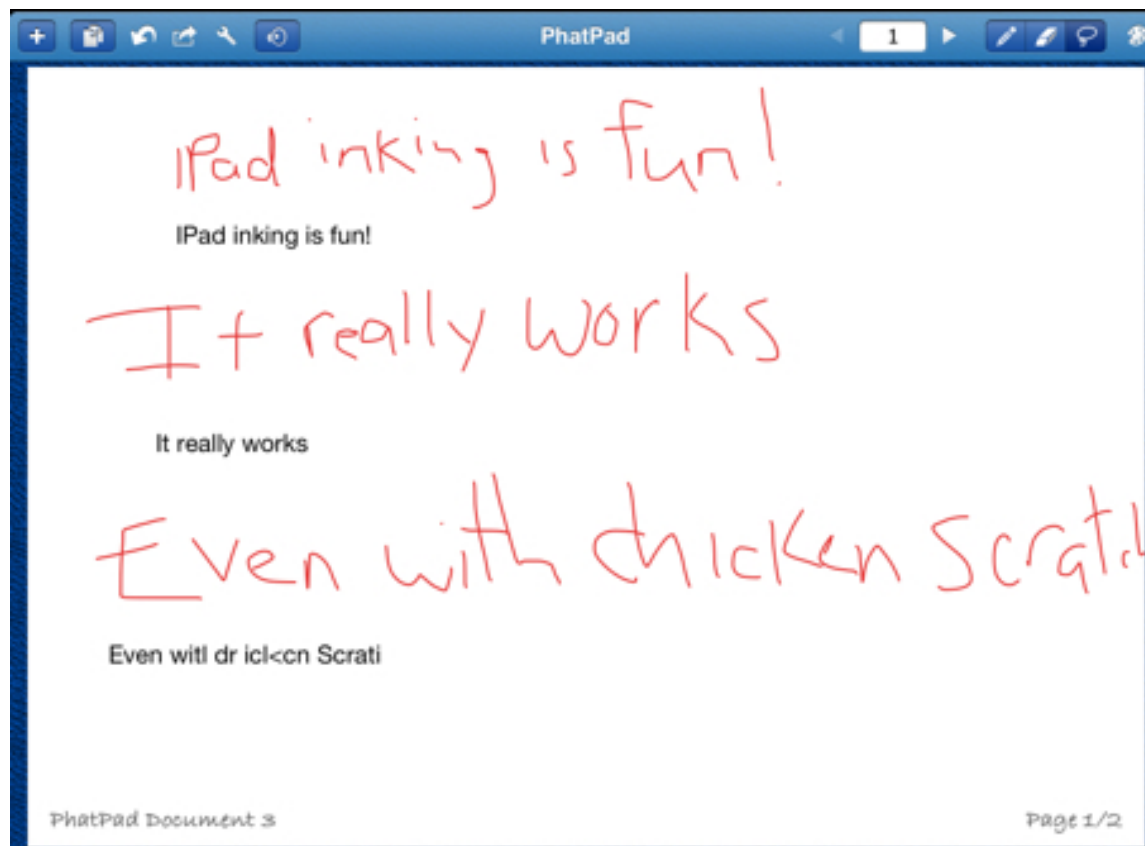 PhatPad 1
IPad inking is fun!
IPad inking is fun!
It really works
It really works
Even with chicken Scratch
Even witl dr icl<cn Scrati
PhatPad Document 3 Page 1/2